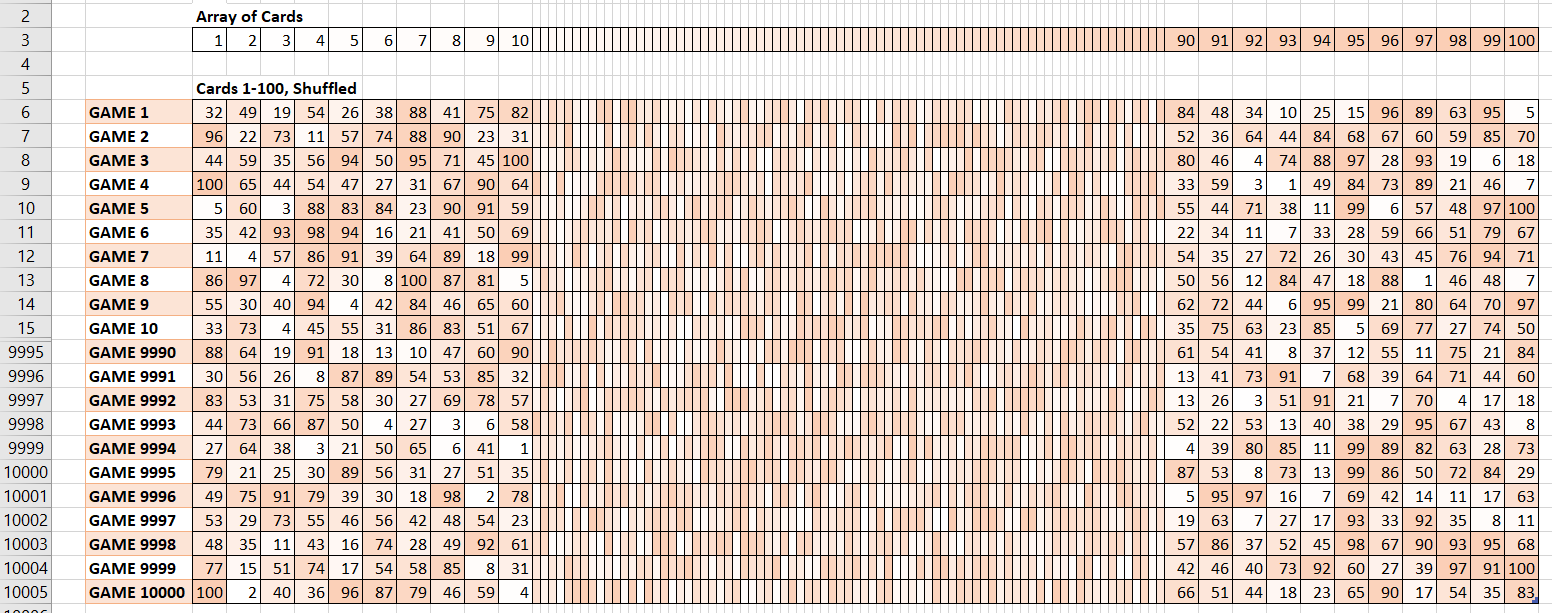 2 Array of Cards
3 1 2 3 4 5 6 7 8 9 10 90 91 92 93 94 95 96 97 98 99 100
4
5 Cards 1-100, Shuffled
6 GAME 1 32 49 19 54 26 38 88 41 75 82 84 48 34 10 25 15 96 89 63 95 5
7 GAME 2 96 22 73 11 57 74 88 90 23 31 52 36 64 44 84 68 67 60 59 85 70
8 GAME 3 44 59 35 56 94 50 95 71 45 100 80 46 4 74 88 97 28 93 19 6 18
9 GAME 4 100 65 44 54 47 27 31 67 90 64 33 59 3 1 49 84 73 89 21 46 7
10 GAME 5 5 60 3 88 83 84 23 90 91 59 55 44 71 38 11 99 6 57 48 97 100
11 GAME 6 35 42 93 98 94 16 21 41 50 69 22 34 11 7 33 28 59 66 51 79 67
12 GAME 7 11 4 57 86 91 39 64 89 18 99 54 35 27 72 26 30 43 45 76 94 71
13 GAME 8 86 97 4 72 30 8 100 87 81 5 50 56 12 84 47 18 88 1 46 48 7
14 GAME 9 55 30 40 94 4 42 84 46 65 60 62 72 44 6 95 99 21 80 64 70 97
15 GAME 10 33 73 4 45 55 31 86 83 51 67 35 75 63 23 85 5 69 77 27 74 50
9995 GAME 9990 88 64 19 91 18 13 10 47 60 90 61 54 41 8 37 12 55 11 75 21 84
9996 GAME 9991 30 56 26 8 87 89 54 53 85 32 13 41 73 91 7 68 39 64 71 44 60
9997 GAME 9992 83 53 31 75 58 30 27 69 78 57 13 26 3 51 91 21 7 70 4 17 18
9998 GAME 9993 44 73 66 87 50 4 27 3 6 58 52 22 53 13 40 38 29 95 67 43 8
9999 GAME 9994 27 64 38 3 21 50 65 6 41 1 4 39 80 85 11 99 89 82 63 28 73
10000 GAME 9995 79 21 25 30 89 56 31 27 51 35 87 53 8 73 13 99 86 50 72 84 29
10001 GAME 9996 49 75 91 79 39 30 18 98 2 78 5 95 97 16 7 69 42 14 11 17 63
10002 GAME 9997 53 29 73 55 46 56 42 48 54 23 19 63 7 27 17 93 33 92 35 8 11
10003 GAME 9998 48 35 11 43 16 74 28 49 92 61 57 86 37 52 45 98 67 90 93 95 68
10004 GAME 9999 77 15 51 74 17 54 58 85 8 31 42 46 40 73 92 60 27 39 97 91 100
10005 GAME 10000 100 2 40 36 96 87 79 46 59 4 66 51 44 18 23 65 90 17 54 35 83